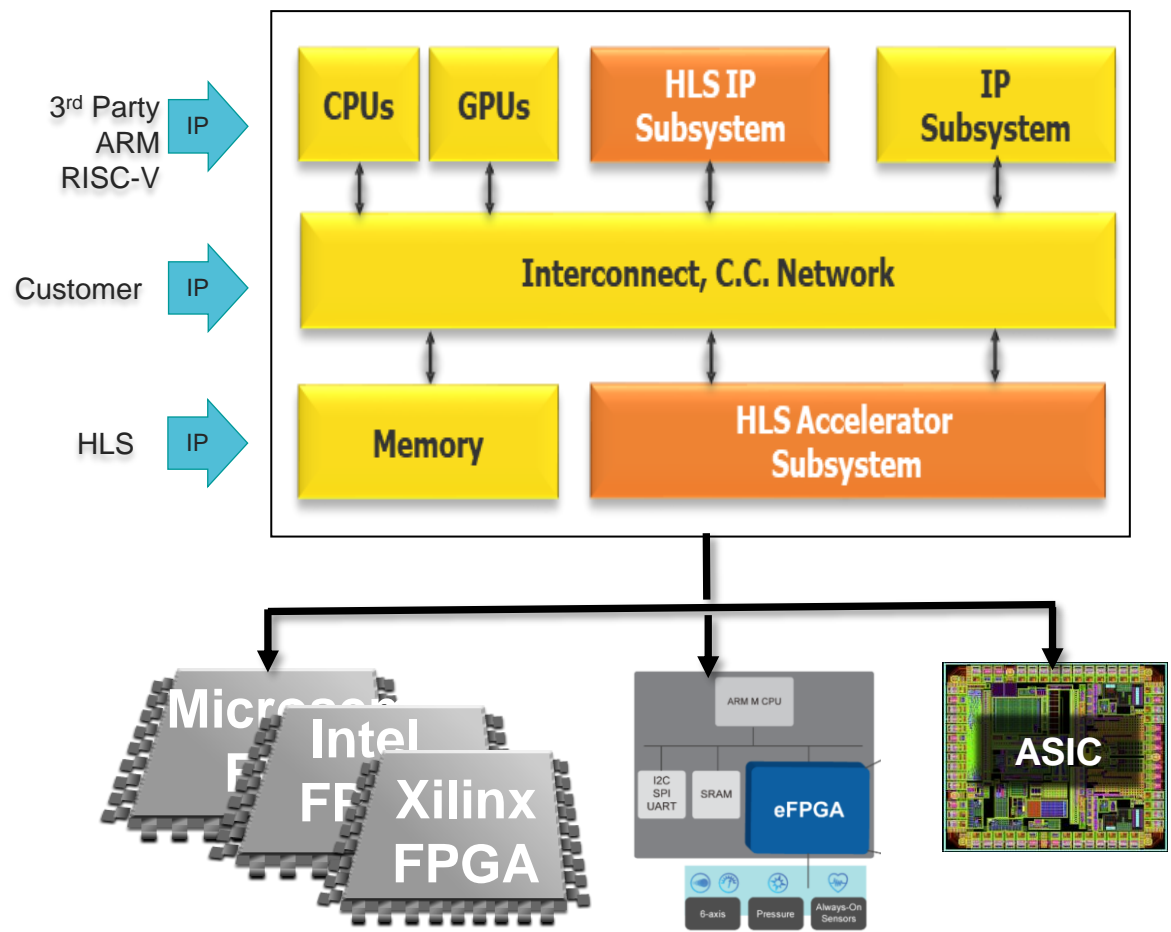 3rd Party
ARM
RISC-V
IP
CPUs
GPUs
HLS IP
Subsystem
IP
Subsystem
Customer
IP
Interconnect, C.C. Network
HLS
IP
Memory
HLS Accelerator
Subsystem
Intel
Xilinx
FPGA
ARM M CPU
I2C
SPI
UART
SRAM
eFPGA
6-axis
Pressure
Always-On
Sensors
ASIC